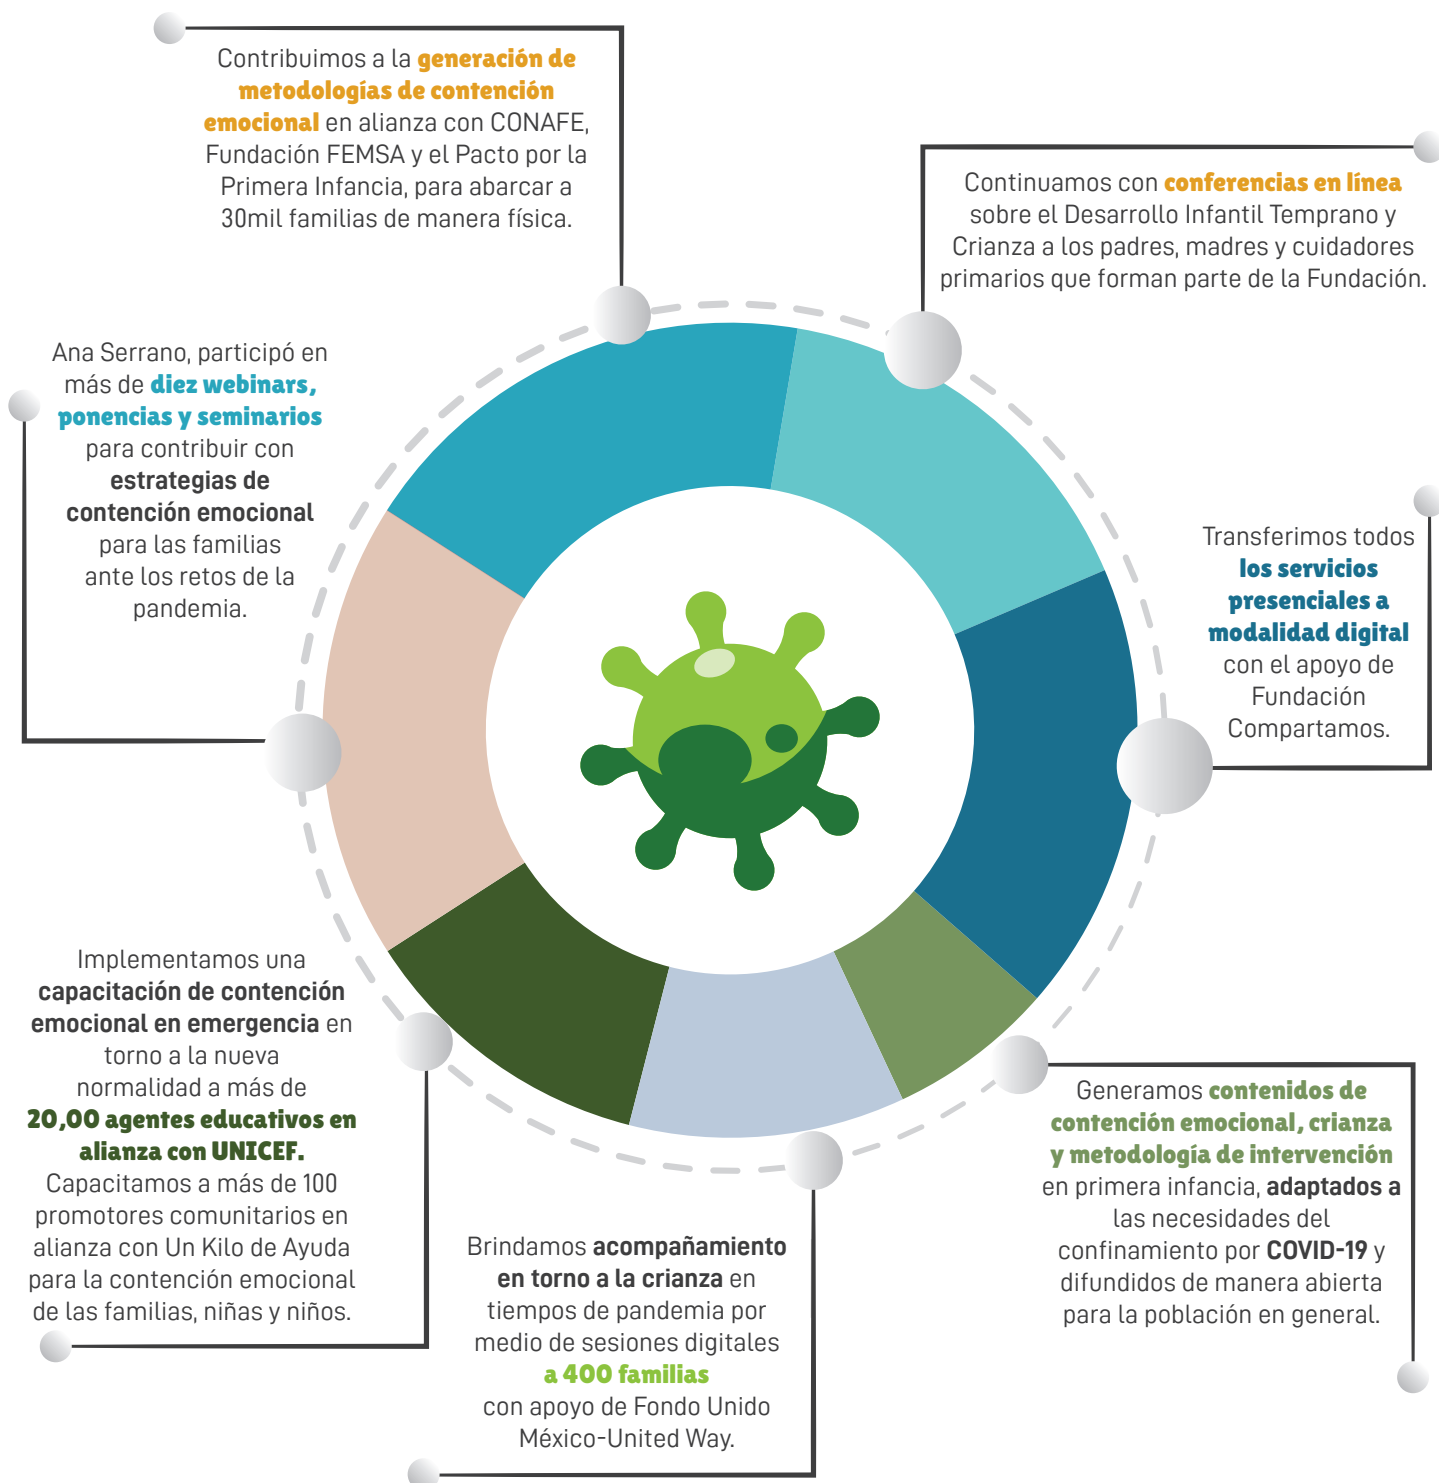 Contribuimos a la generación de
metodologías de contención
emocional en alianza con CONAFE,
Fundación FEMSA y el Pacto por la
Primera Infancia, para abarcar a
30mil familias de manera física.
Continuamos con conferencias en línea
sobre el Desarrollo Infantil Temprano y
Crianza a los padres, madres y cuidadores
primarios que forman parte de la Fundación.
Ana Serrano, participó en
más de diez webinars,
ponencias y seminarios
para contribuir con
estrategias de
contención emocional
para las familias
ante los retos de la
pandemia.
Transferimos todos
los servicios
presenciales a
modalidad digital
con el apoyo de
Fundación
Compartamos.
Implementamos una
capacitación de contención
emocional en emergencia en
torno a la nueva
normalidad a más de
20,00 agentes educativos en
alianza con UNICEF.
Capacitamos a más de 100
promotores comunitarios en
alianza con Un Kilo de Ayuda
para la contención emocional
de las familias, niñas y niños.
Brindamos acompañamiento
en torno a la crianza en
tiempos de pandemia por
medio de sesiones digitales
a 400 familias
con apoyo de Fondo Unido
México-United Way.
Generamos contenidos de
contención emocional, crianza
y metodología de intervención
en primera infancia, adaptados a
las necesidades del
confinamiento por COVID-19 y
difundidos de manera abierta
para la población en general.